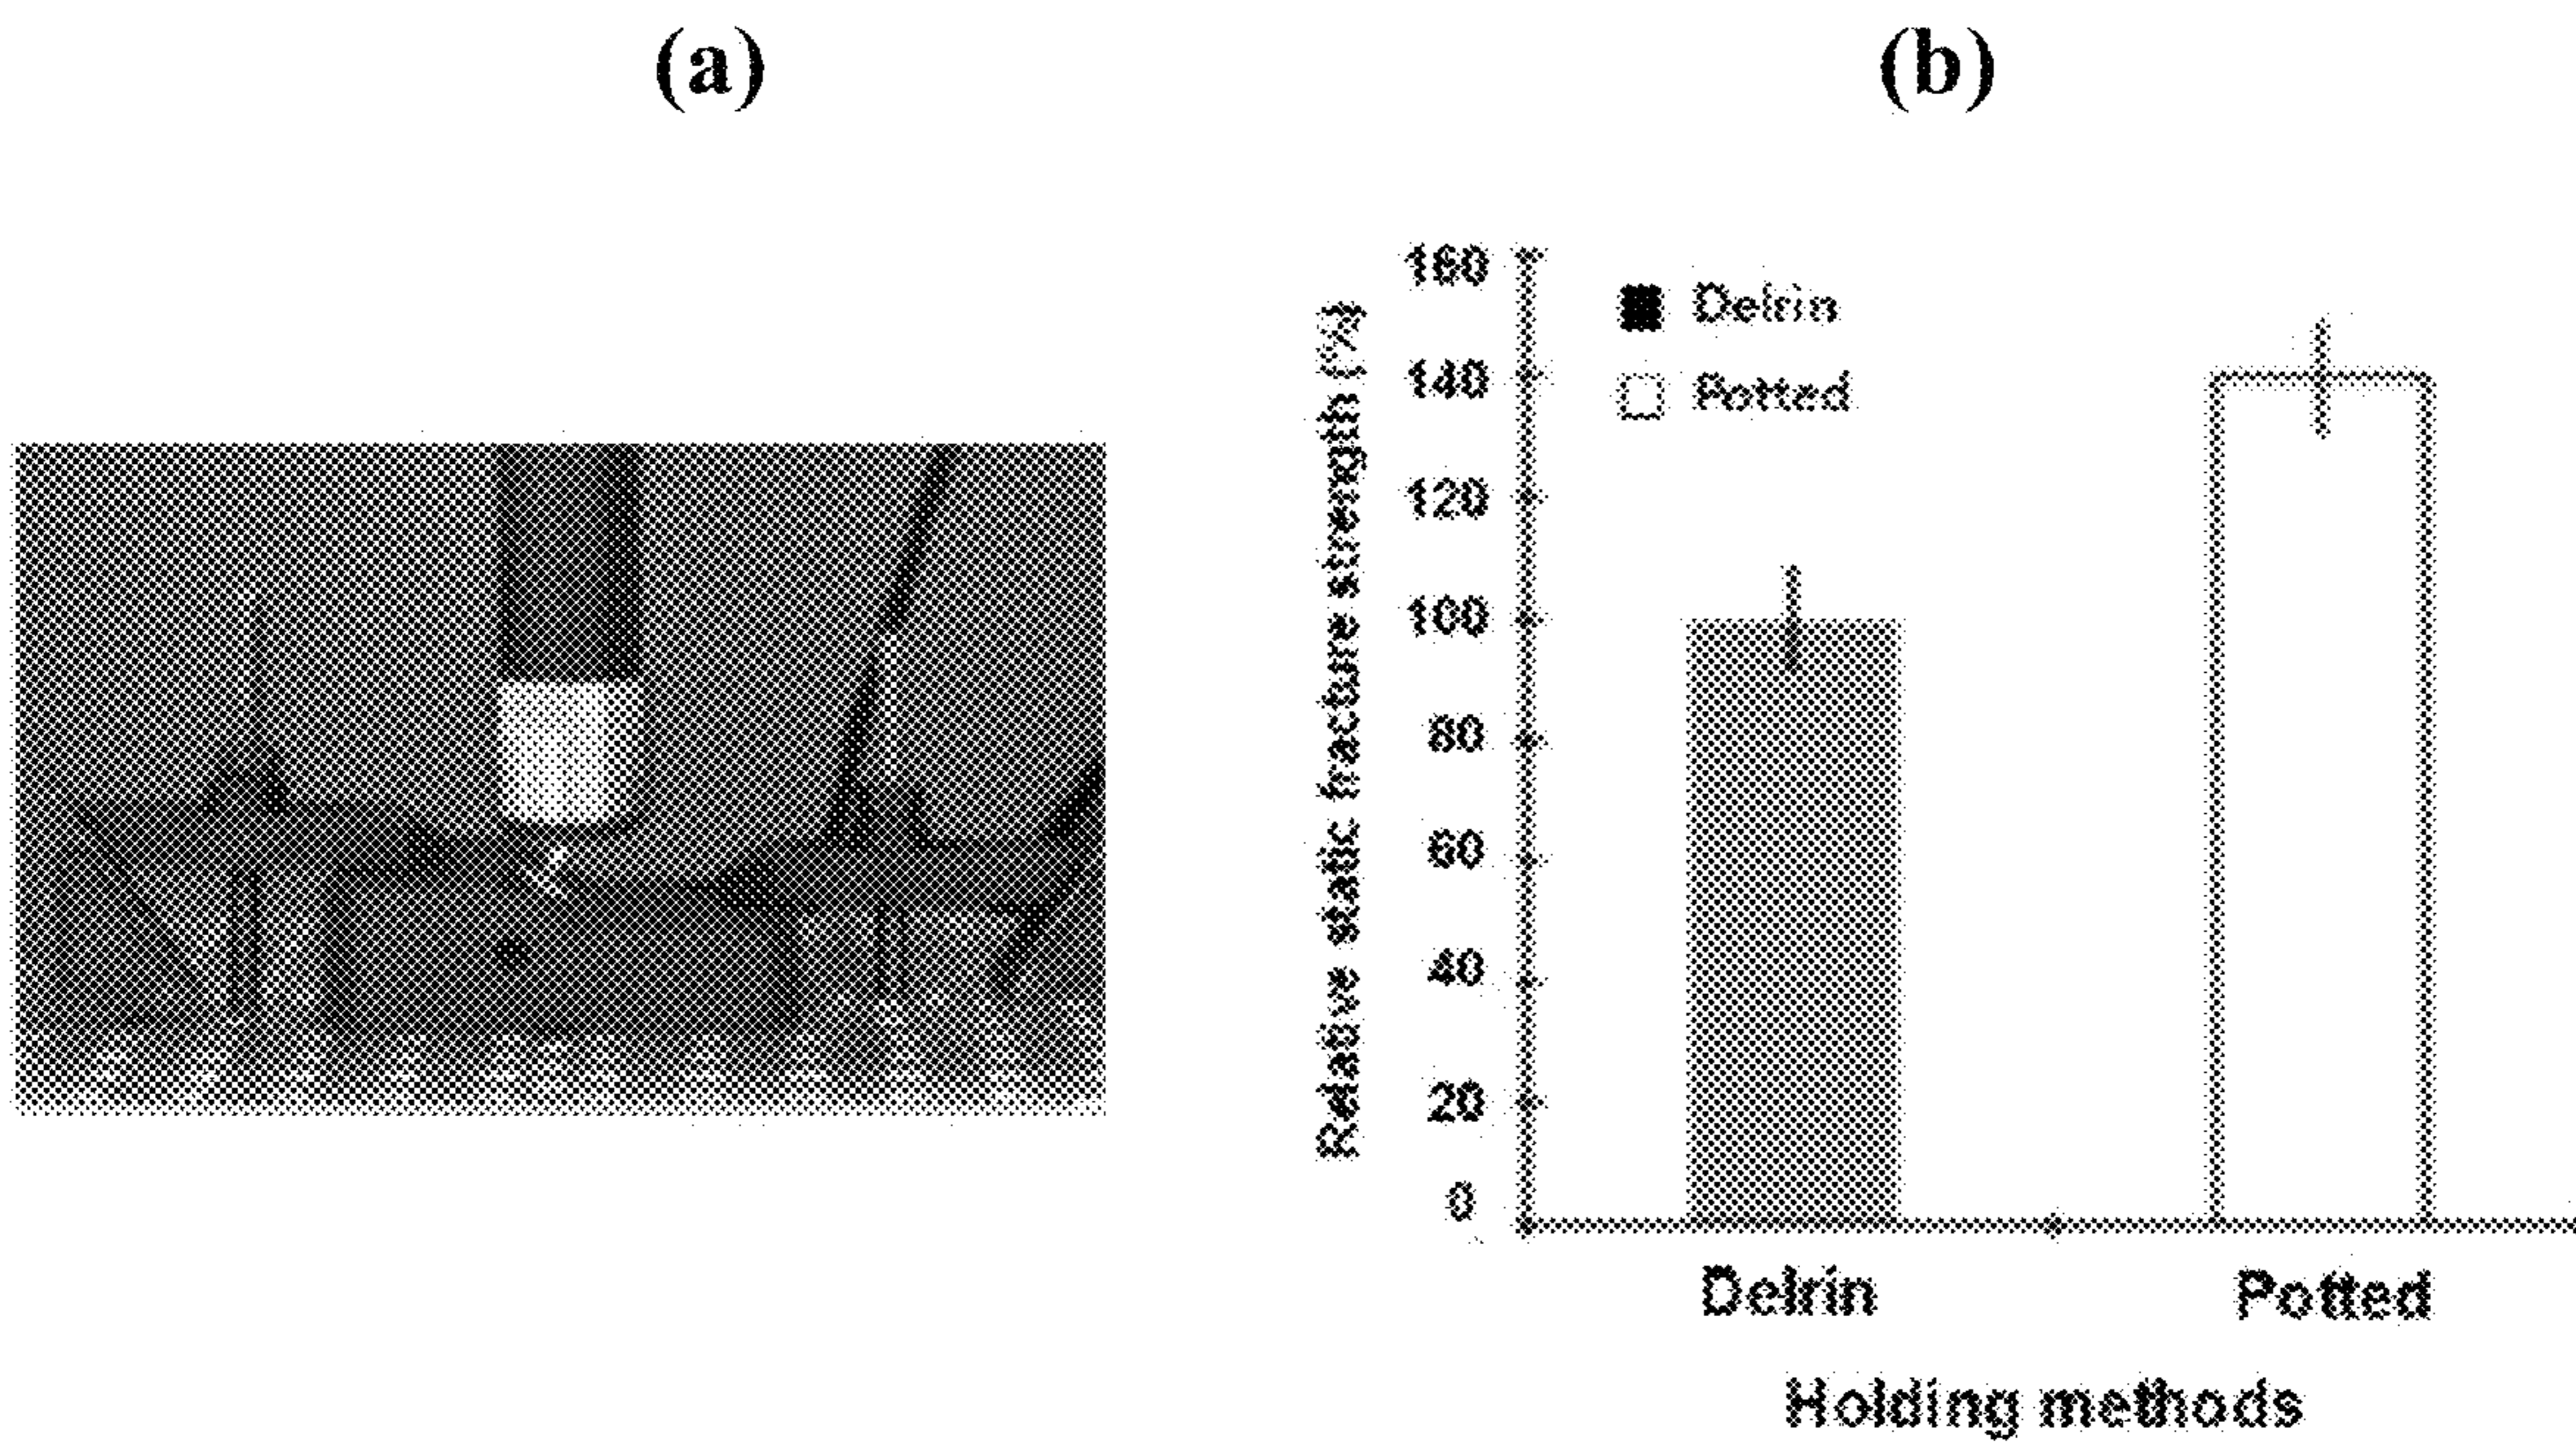 (a)
(b)
Relative static fracture strength [%]
160
140
120
100
80
60
40
20
0
Delrin
Potted
Delrin
Potted
Holding methods